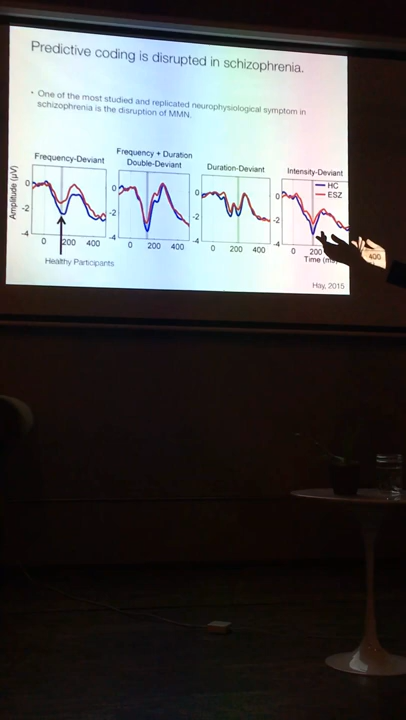 Predictive coding is disrupted in schizophrenia.
• One of the most studied and replicated neurophysiological symptom in
schizophrenia is the disruption of MMN.
Frequency-Deviant
Frequency + Duration
Double-Deviant
Duration-Deviant
Intensity-Deviant
HC
ESZ
Amplitude (µV)
0
-2
-4
0
-2
-4
0
-2
-4
0
-2
-4
0 200 400
0 200 400
0 200 400
0 200 400
Time (ms
Healthy Participants
Hay, 2015